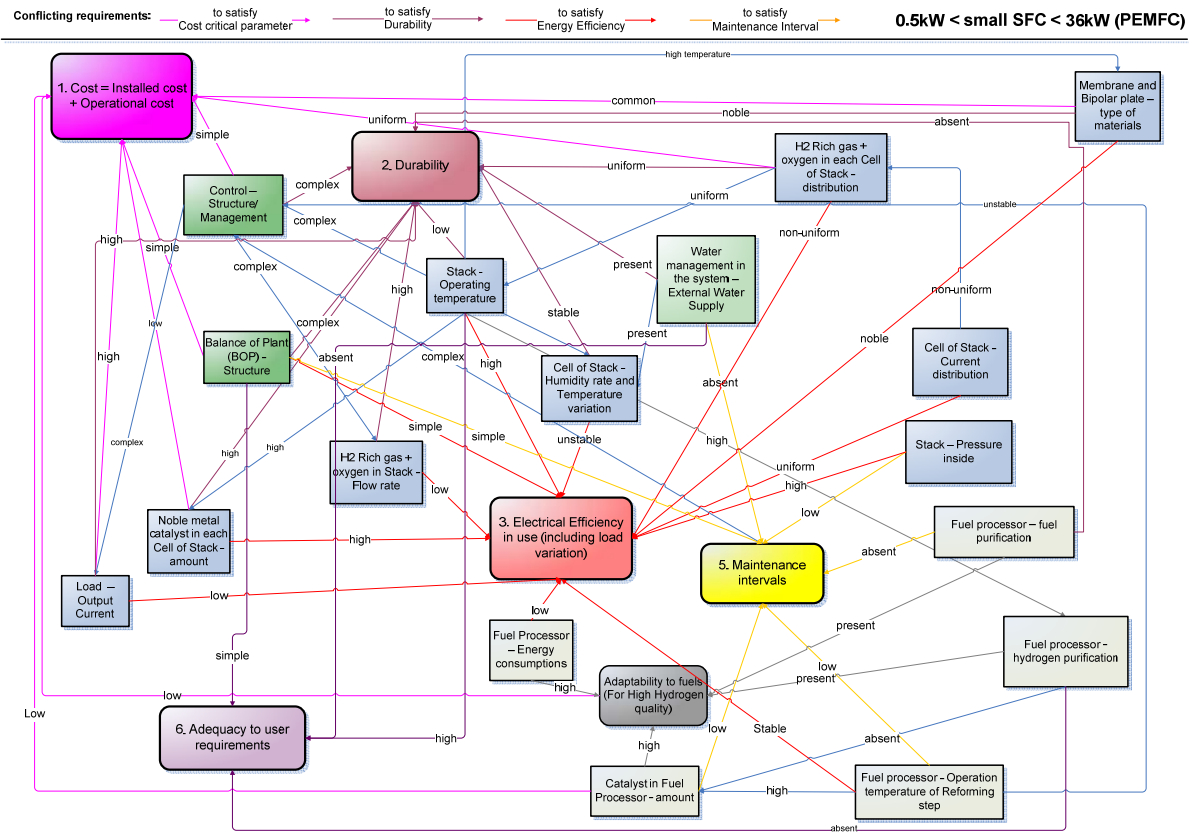 Conflicting requirements:
to satisfy
Cost critical parameter
to satisfy
Durability
to satisfy
Energy Efficiency
to satisfy
Maintenance Interval
0.5kW < small SFC < 36kW (PEMFC)
high temperature
1. Cost = Installed cost
+ Operational cost
common
noble
absent
uniform
simple
Membrane and
Bipolar plate –
type of
materials
2. Durability
uniform
H2 Rich gas +
oxygen in each Cell
of Stack -
distribution
complex
Control –
Structure/
Management
complex
uniform
unstable
low
non-uniform
high
simple
complex
Water
management in
the system –
External Water
Supply
present
Stack -
Operating
temperature
high
non-uniform
stable
low
complex
present
noble
Balance of Plant
(BOP) -
Structure
absent
complex
high
high
Cell of Stack -
Humidity rate and
Temperature
variation
absent
Cell of Stack -
Current
distribution
simple
simple
unstable
high
complex
high
high
H2 Rich gas +
oxygen in Stack -
Flow rate
low
uniform
high
Stack – Pressure
inside
low
Noble metal
catalyst in each
Cell of Stack -
amount
high
3. Electrical Efficiency
in use (including load
variation)
Fuel processor – fuel
purification
absent
5. Maintenance
intervals
Load –
Output
Current
low
low
Fuel Processor
– Energy
consumptions
present
Fuel processor -
hydrogen purification
simple
low
present
high
Adaptability to fuels
(For High Hydrogen
quality)
low
Low
6. Adequacy to user
requirements
high
high
low
Stable
absent
Catalyst in Fuel
Processor - amount
high
Fuel processor - Operation
temperature of Reforming
step
absent